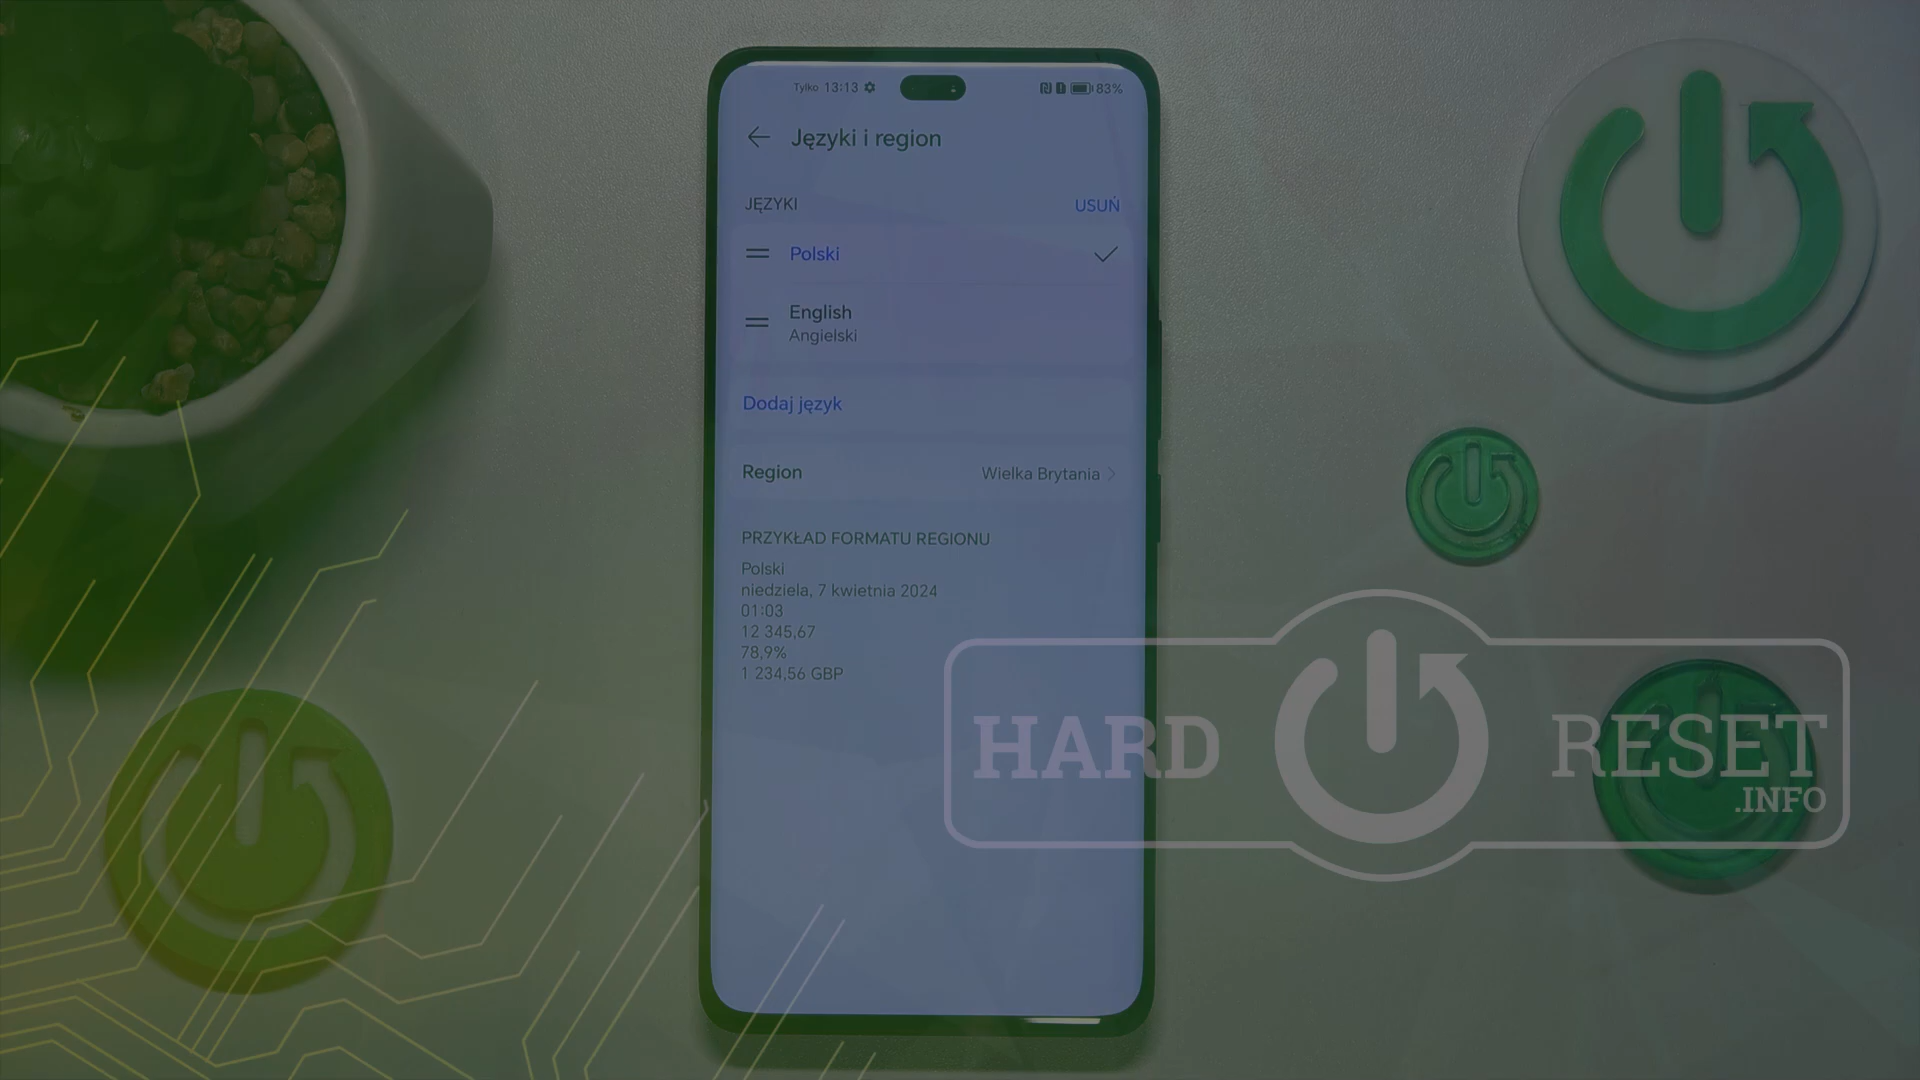 Tylko 13:13
83%
Języki i region
JĘZYKI
USUŃ
Polski
English
Angielski
Dodaj język
Region
Wielka Brytania
PRZYKŁAD FORMATU REGIONU
Polski
niedziela, 7 kwietnia 2024
01:03
12 345,67
78,9%
1 234,56 GBP
HARD RESET
.INFO